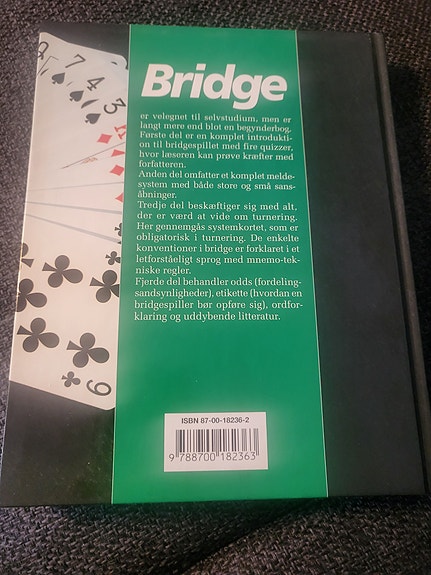 7 4 3
Bridge
er velegnet til selvstudium, men er
langt mere end blot en begynderbog.
Første del er en komplet introdukti-
on til bridgespillet med fire quizzer,
hvor læseren kan prøve kræfter med
forfatteren.
Anden del omfatter et komplet melde-
system med både store og små sans-
åbninger.
Tredje del beskæftiger sig med alt,
der er værd at vide om turnering.
Her gennemgås systemkortet, som er
obligatorisk i turnering. De enkelte
konventioner i bridge er forklaret i et
letforståeligt sprog med mnemo-tek-
niske regler.
Fjerde del behandler odds (fordeling-
sandsynligheder), etikette (hvordan en
bridgespiller bør opføre sig), ordfor-
klaring og uddybende litteratur.
ISBN 87-00-18236-2
9 788700 182363
9